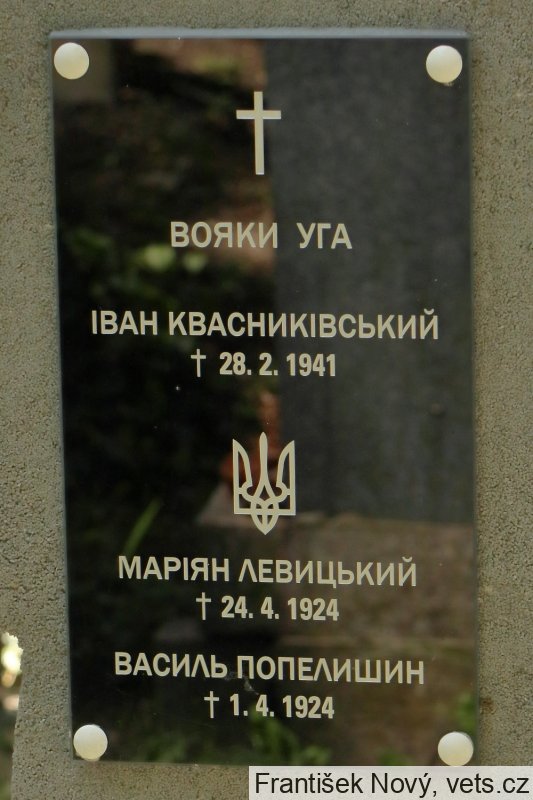 ВОЯКИ УГА
ІВАН КВАСНИКІВСЬКИЙ
† 28. 2. 1941
МАРІЯН ЛЕВИЦЬКИЙ
† 24. 4. 1924
ВАСИЛЬ ПОПЕЛИШИН
† 1. 4. 1924
František Nový, vets.cz